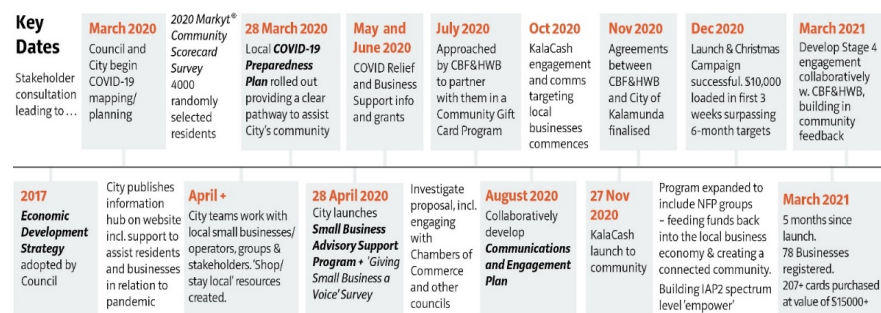 Key
Dates
Stakeholder
consultation
leading to ...
March 2020
Council and
City begin
COVID-19
mapping/
planning
2020 Markyt®
Community
Scorecard
Survey
4000
randomly
selected
residents
28 March 2020
Local COVID-19
Preparedness
Plan rolled out
providing a clear
pathway to assist
City's community
May and
June 2020
COVID Relief
and Business
Support info
and grants
July 2020
Approached
by CBF&HWB
to partner
with them in a
Community Gift
Card Program
Oct 2020
KalaCash
engagement
and comms
targeting
local
businesses
commences
Nov 2020
Agreements
between
CBF&HWB
and City of
Kalamunda
finalised
Dec 2020
Launch & Christmas
Campaign
successful. $10,000
loaded in first 3
weeks surpassing
6-month targets
March 2021
Develop Stage 4
engagement
collaboratively
w. CBF&HWB,
building in
community
feedback
2017
Economic
Development
Strategy
adopted by
Council
City publishes
information
hub on website
incl. support to
assist residents
and businesses
in relation to
pandemic
April +
City teams work with
local small businesses/
operators, groups &
stakeholders. 'Shop/
stay local' resources
created.
28 April 2020
City launches
Small Business
Advisory Support
Program + 'Giving
Small Business a
Voice' Survey
Investigate
proposal, incl.
engaging
with
Chambers of
Commerce
and other
councils
August 2020
Collaboratively
develop
Communications
and Engagement
Plan
27 Nov
2020
KalaCash
launch to
community
Program expanded to
include NFP groups
– feeding funds back
into the local business
economy & creating a
connected community.
Building IAP2 spectrum
level 'empower'
March 2021
5 months since
launch.
78 Businesses
registered.
207+ cards purchased
at value of $15000+